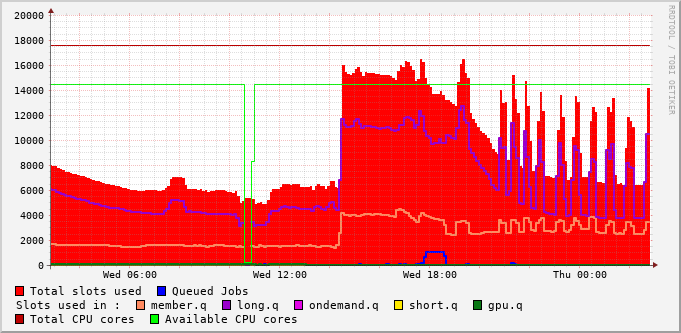 20000
18000
16000
14000
12000
10000
8000
6000
4000
2000
0
Wed 06:00 Wed 12:00 Wed 18:00 Thu 00:00
RRDTOOL / TOBI OETIKER
Total slots used Queued Jobs
Slots used in : member.q long.q ondemand.q short.q gpu.q
Total CPU cores Available CPU cores